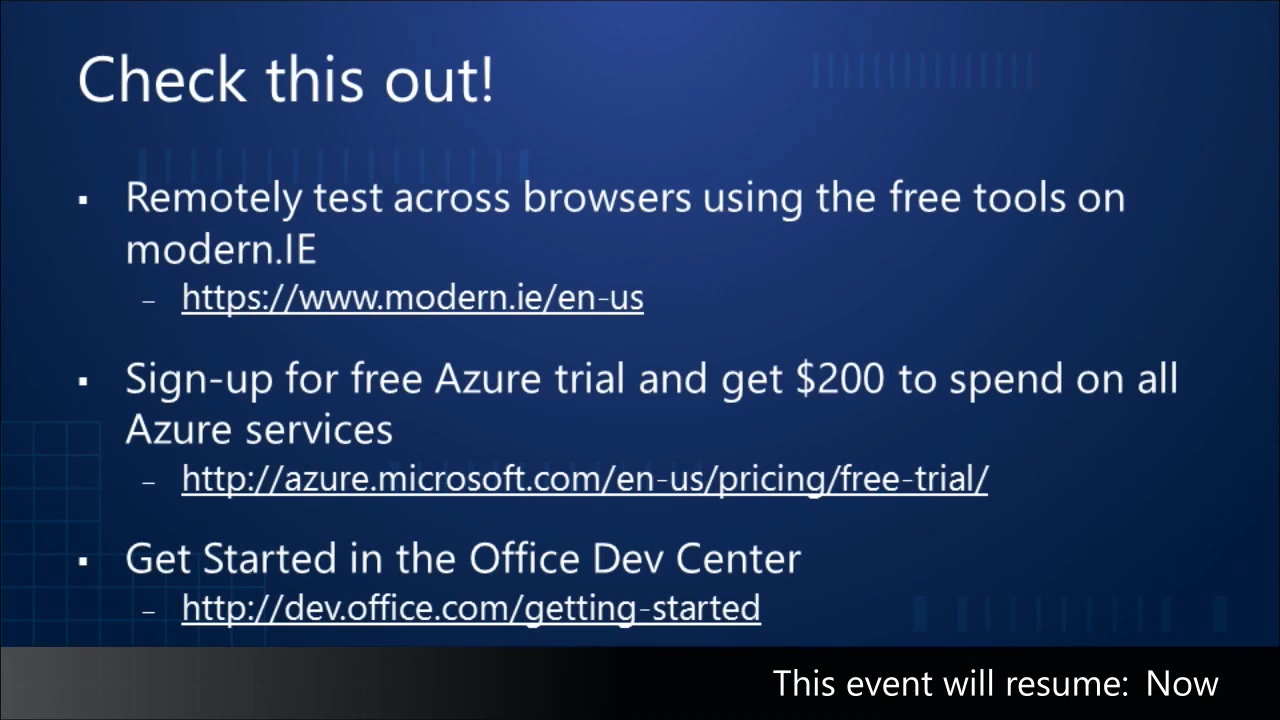 Check this out!
▪ Remotely test across browsers using the free tools on
modern.IE
– https://www.modern.ie/en-us
▪ Sign-up for free Azure trial and get $200 to spend on all
Azure services
– http://azure.microsoft.com/en-us/pricing/free-trial/
▪ Get Started in the Office Dev Center
– http://dev.office.com/getting-started
This event will resume: Now